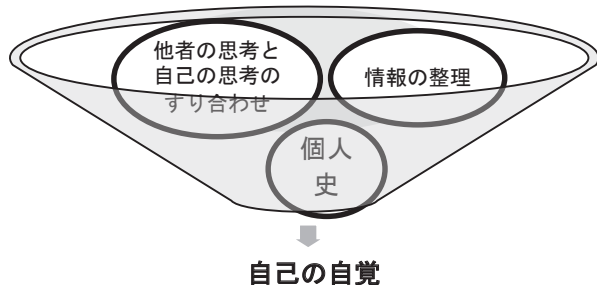 他者の思考と
自己の思考の
すり合わせ
情報の整理
個人
史
自己の自覚